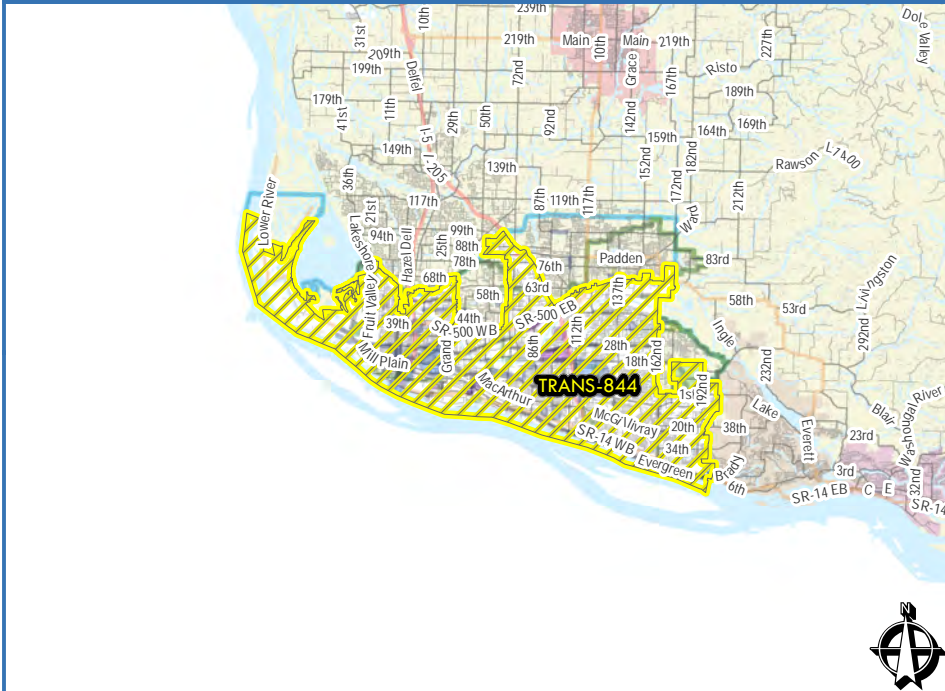 239th
Dole Valley
10th
31st
219th
Main
10th
Main
219th
227th
209th
199th
Delfel
72nd
Grace
167th
Risto
189th
179th
41st
11th
29th
50th
92nd
142nd
159th
164th
169th
I-5
I-205
149th
139th
152nd
182nd
Rawson
L-1400
36th
172nd
212th
87th
119th
117th
117th
Lower River
21st
Lakeshore
94th
Hazel Dell
25th
99th
88th
78th
Ward
76th
Padden
83rd
68th
63rd
58th
137th
58th
53rd
Livingston
292nd
Fruit Valley
39th
44th
SR-500 WB
SR-500 EB
112th
86th
Ingle
Mill Plain
Grand
28th
18th
162nd
232nd
TRANS-844
MacArthur
1st
192nd
Lake
Blair
Washougal River
McGillivray
20th
38th
Everett
23rd
SR-14 WB
34th
Evergreen
Brady
6th
3rd
SR-14 EB
C
E
32nd
SR-14
N